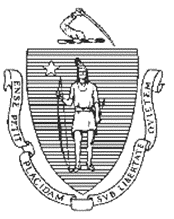 ENSE PETIT
PLACIDAM
SVB LIBERTATE
QVIETEM